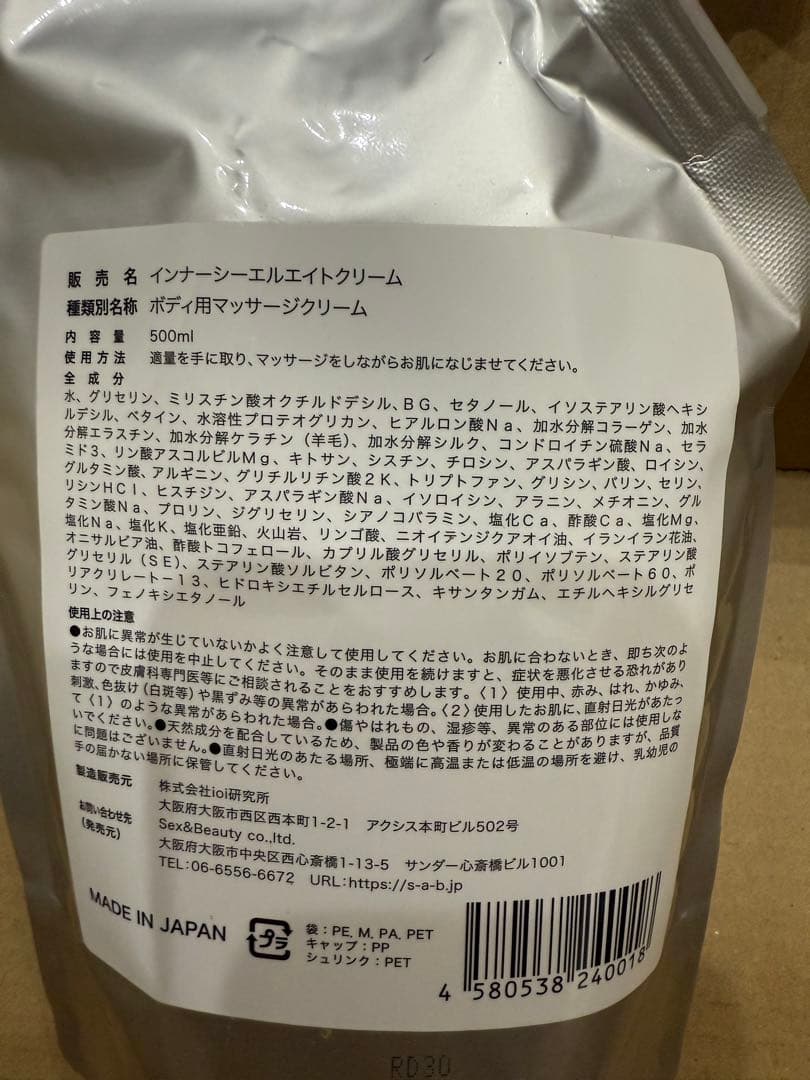 販売名 インナーシーエルエイトクリーム
種類別名称 ボディ用マッサージクリーム
内容量 500ml
使用方法 適量を手に取り、マッサージをしながらお肌になじませてください。
全成分
水、グリセリン、ミリスチン酸オクチルドデシル、BG、セタノール、イソステアリン酸ヘキシ
ルデシル、ベタイン、水溶性プロテオグリカン、ヒアルロン酸Na、加水分解コラーゲン、加水
分解エラスチン、加水分解ケラチン（羊毛）、加水分解シルク、コンドロイチン硫酸Na、セラ
ミド3、リン酸アスコルビルMg、キトサン、シスチン、チロシン、アスパラギン酸、ロイシン、
グルタミン酸、アルギニン、グリチルリチン酸2K、トリプトファン、グリシン、バリン、セリン、
リシンHCl、ヒスチジン、アスパラギン酸Na、イソロイシン、アラニン、メチオニン、グル
タミン酸Na、プロリン、ジグリセリン、シアノコバラミン、塩化Ca、酢酸Ca、塩化Mg、
塩化Na、塩化K、塩化亜鉛、火山岩、リンゴ酸、ニオイテンジクアオイ油、イランイラン花油、
オニサルビア油、酢酸トコフェロール、カプリル酸グリセリル、ポリイソブテン、ステアリン酸
グリセリル（SE）、ステアリン酸ソルビタン、ポリソルベート20、ポリソルベート60、ポ
リアクリレート－13、ヒドロキシエチルセルロース、キサンタンガム、エチルヘキシルグリセ
リン、フェノキシエタノール
使用上の注意
●お肌に異常が生じていないかよく注意して使用してください。お肌に合わないとき、即ち次のよ
うな場合には使用を中止してください。そのまま使用を続けますと、症状を悪化させる恐れがあり
ますので皮膚科専門医等にご相談されることをおすすめします。〈1〉使用中、赤み、はれ、かゆみ、
刺激、色抜け（白斑等）や黒ずみ等の異常があらわれた場合。〈2〉使用したお肌に、直射日光があたっ
て〈1〉のような異常があらわれた場合。●傷やはれもの、湿疹等、異常のある部位には使用しな
いでください。●天然成分を配合しているため、製品の色や香りが変わることがありますが、品質
に問題はございません。●直射日光のあたる場所、極端に高温または低温の場所を避け、乳幼児の
手の届かない場所に保管してください。
製造販売元 株式会社ioi研究所
大阪府大阪市西区西本町1-2-1 アクシス本町ビル502号
お問い合わせ先 Sex&Beauty co.,ltd.
(発売元) 大阪府大阪市中央区西心斎橋1-13-5 サンダー心斎橋ビル1001
TEL:06-6556-6672 URL:https://s-a-b.jp
MADE IN JAPAN
プラ
袋:PE, M, PA, PET
キャップ:PP
シュリンク:PET
4 580538 240018
RD30